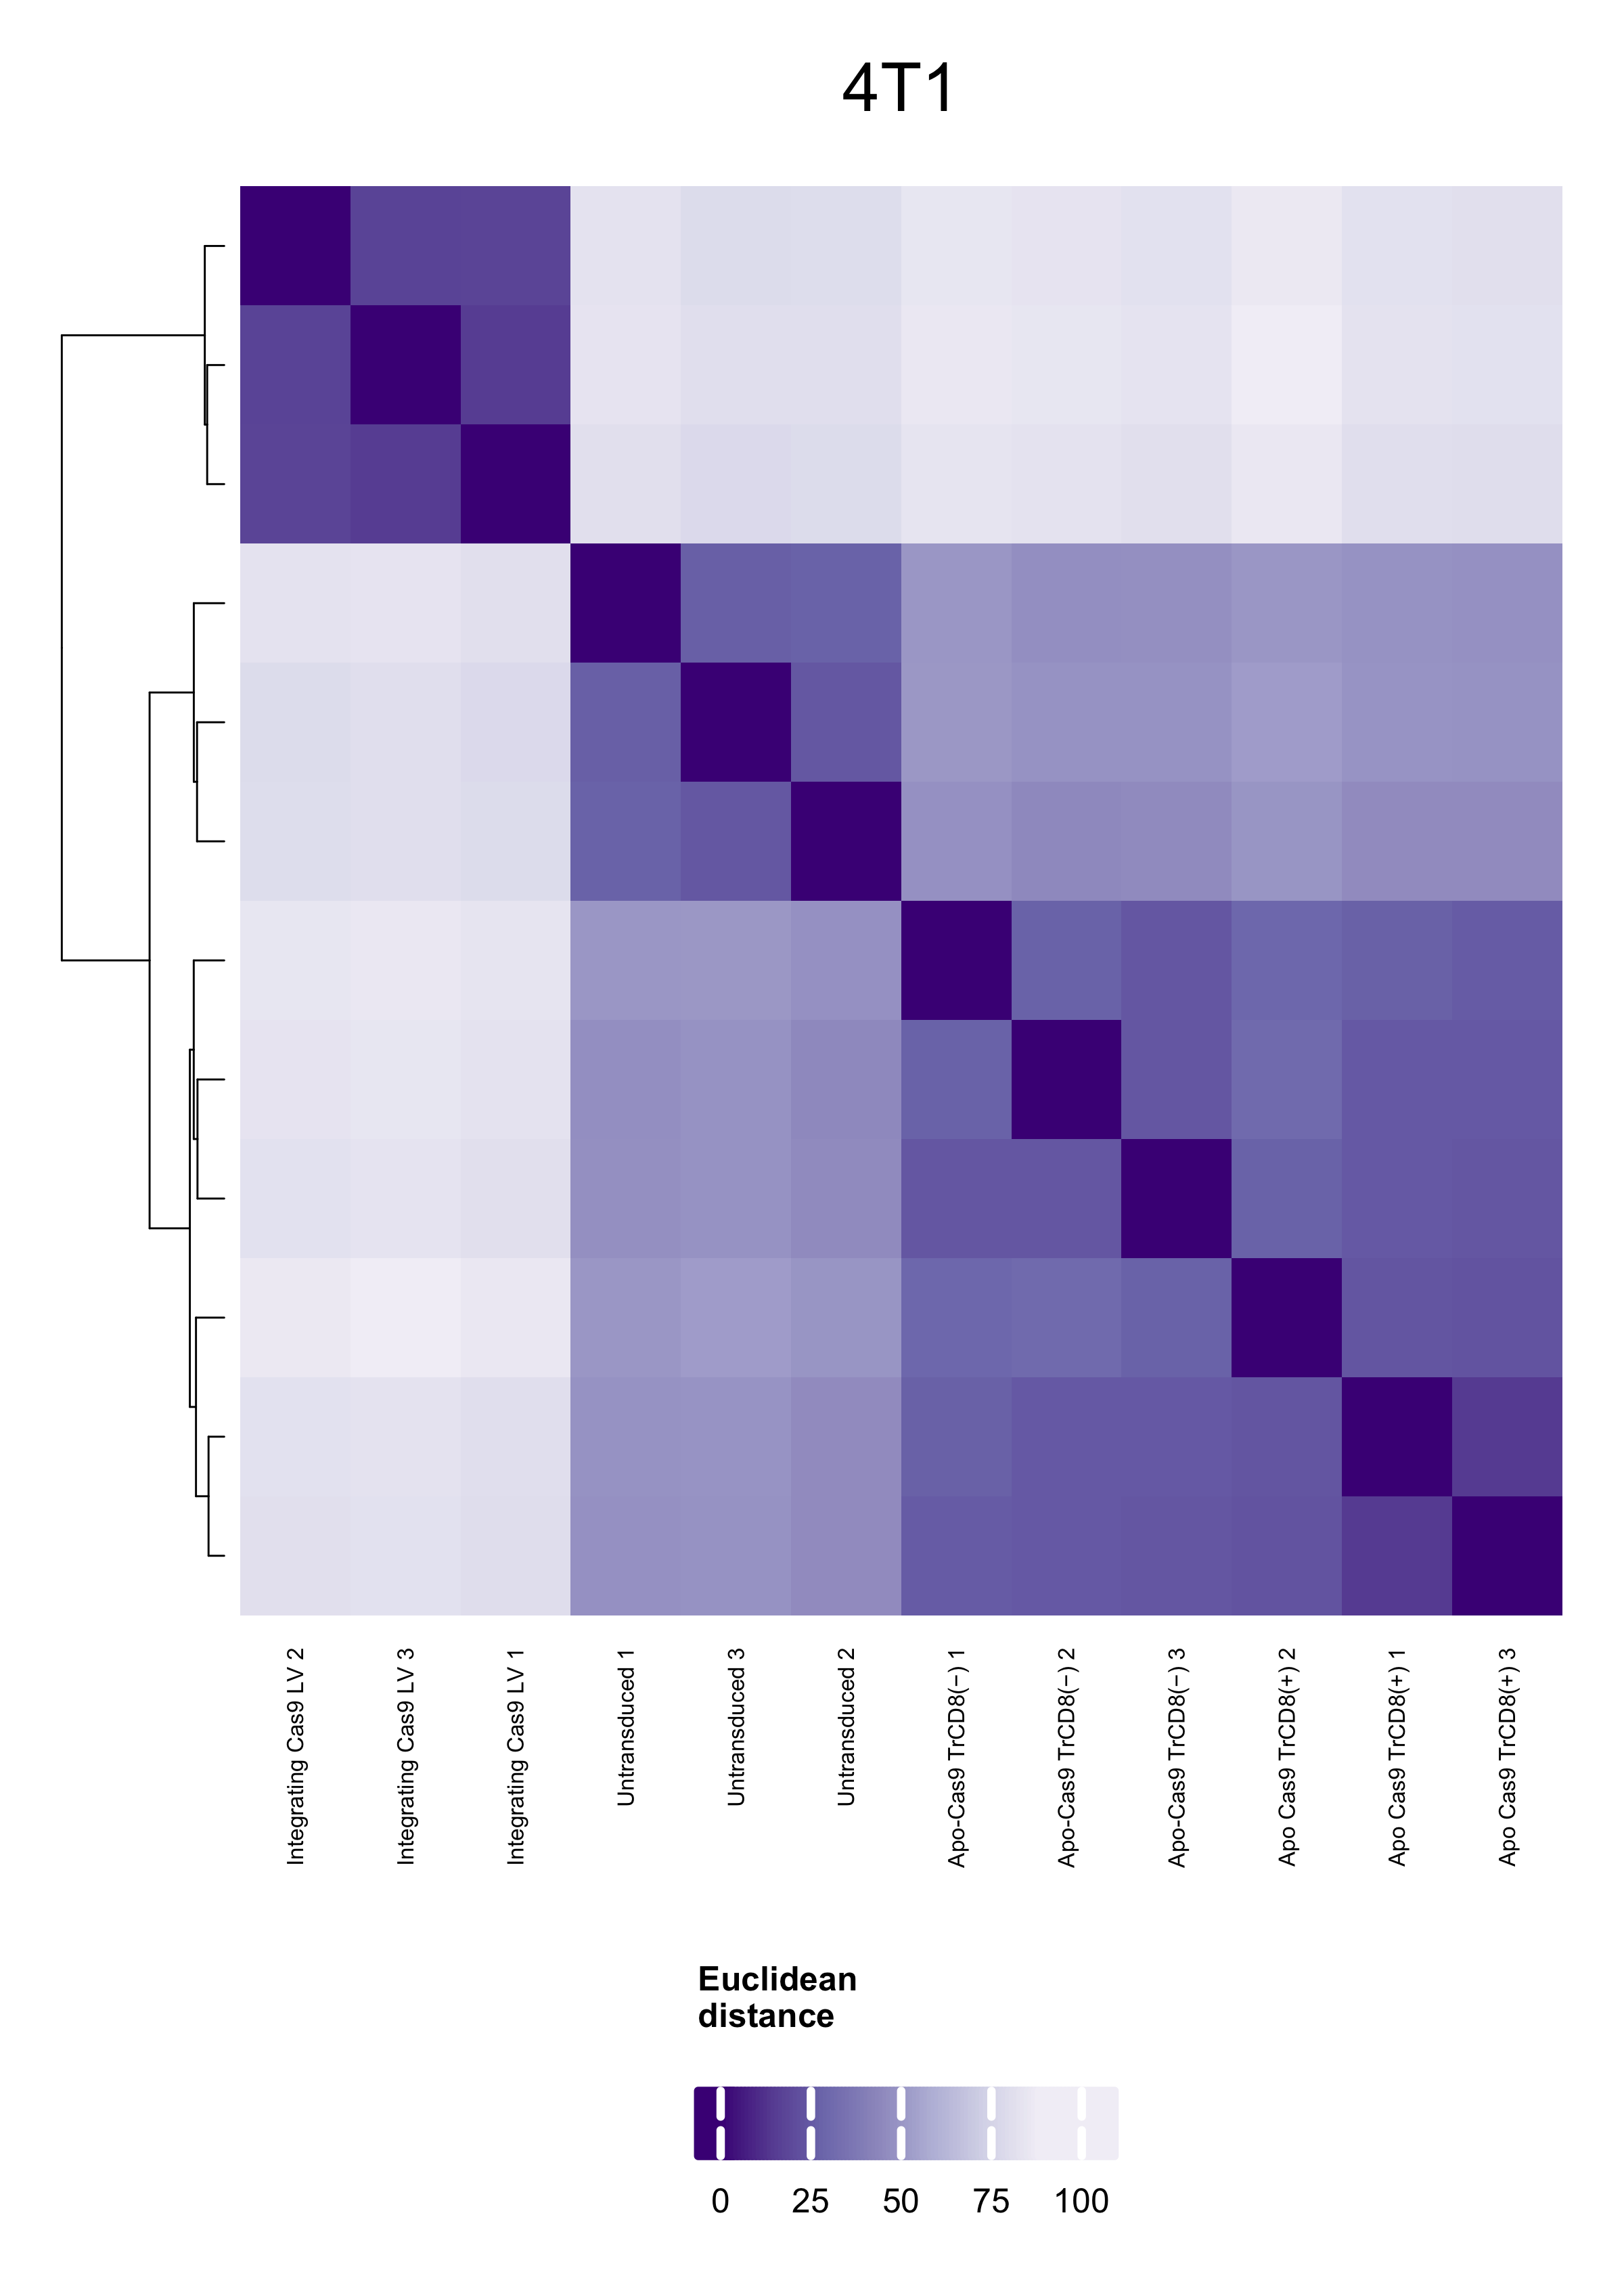 4T1
Integrating Cas9 LV 2
Integrating Cas9 LV 3
Integrating Cas9 LV 1
Untransduced 1
Untransduced 3
Untransduced 2
Apo-Cas9 TrCD8(−) 1
Apo-Cas9 TrCD8(−) 2
Apo-Cas9 TrCD8(−) 3
Apo Cas9 TrCD8(+) 2
Apo Cas9 TrCD8(+) 1
Apo Cas9 TrCD8(+) 3
Euclidean
distance
0 25 50 75 100